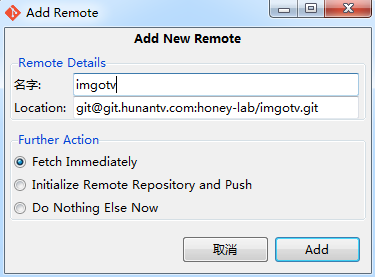 Add Remote
Add New Remote
Remote Details
名字: imgotv
Location: git@git.hunantv.com:honey-lab/imgotv.git
Further Action
Fetch Immediately
Initialize Remote Repository and Push
Do Nothing Else Now
取消 Add